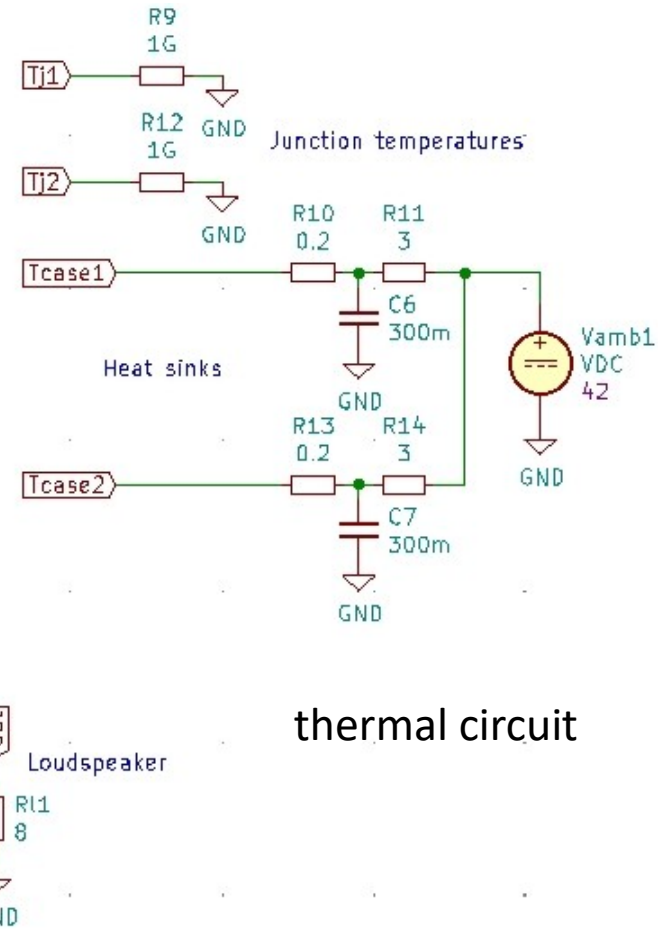 R9
1G
Tj1
GND
R12
1G
Junction temperatures
Tj2
GND
R10
0.2
R11
3
Tcase1
C6
300m
Vamb1
VDC
42
Heat sinks
GND
R13
0.2
R14
3
GND
Tcase2
C7
300m
GND
thermal circuit
Loudspeaker
Rl1
8